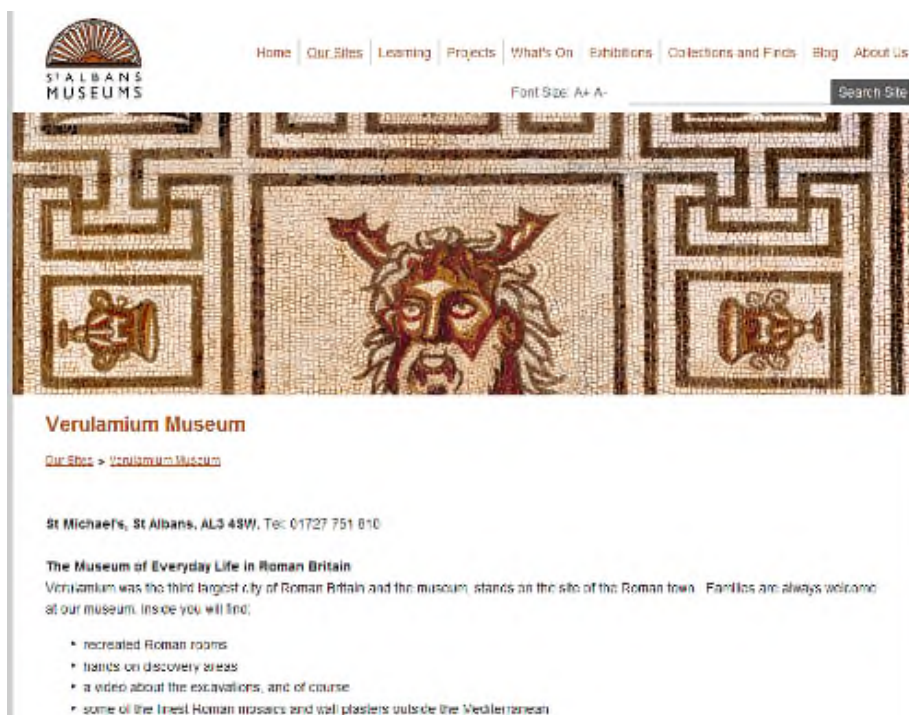 St ALBANS
MUSEUMS
Home Our Sites Learning Projects What's On Exhibitions Collections and Finds Blog About Us
Font Size: A+ A- Search Site
Verulamium Museum
Our Sites > Verulamium Museum
St Michael's, St Albans, AL3 4SW. Tel: 01727 751 810
The Museum of Everyday Life in Roman Britain
Verulamium was the third largest city of Roman Britain and the museum stands on the site of the Roman town. Families are always welcome
at our museum. Inside you will find:
• recreated Roman rooms
• hands on discovery areas
• a video about the excavations, and of course
• some of the finest Roman mosaics and wall plasters outside the Mediterranean